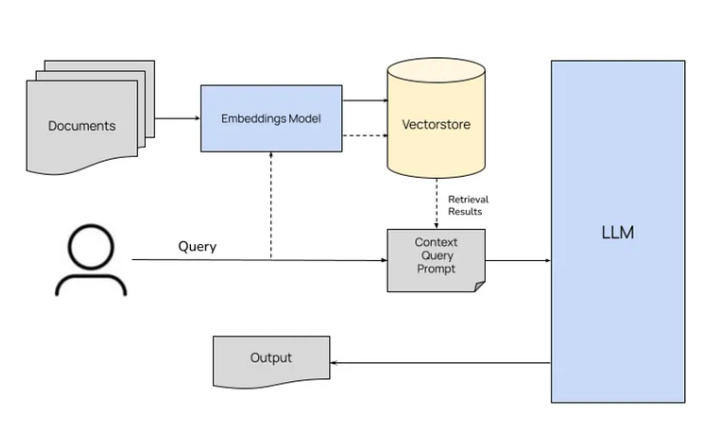 Documents
Embeddings Model
Vectorstore
Retrieval
Results
Query
Context
Query
Prompt
LLM
Output